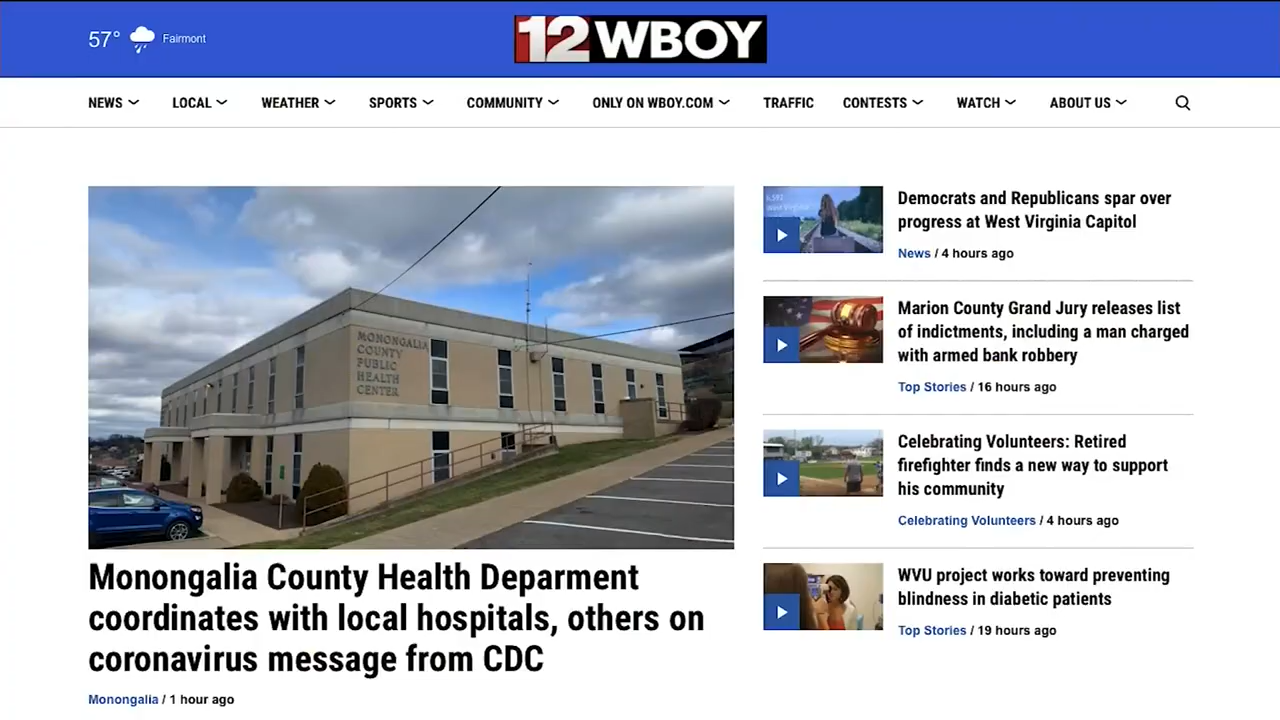 57°
Fairmont
12 WBOY
NEWS
LOCAL
WEATHER
SPORTS
COMMUNITY
ONLY ON WBOY.COM
TRAFFIC
CONTESTS
WATCH
ABOUT US
MONONGALIA
COUNTY
PUBLIC
HEALTH
CENTER
Monongalia County Health Deparment
coordinates with local hospitals, others on
coronavirus message from CDC
Monongalia / 1 hour ago
Democrats and Republicans spar over
progress at West Virginia Capitol
News / 4 hours ago
Marion County Grand Jury releases list
of indictments, including a man charged
with armed bank robbery
Top Stories / 16 hours ago
Celebrating Volunteers: Retired
firefighter finds a new way to support
his community
Celebrating Volunteers / 4 hours ago
WVU project works toward preventing
blindness in diabetic patients
Top Stories / 19 hours ago